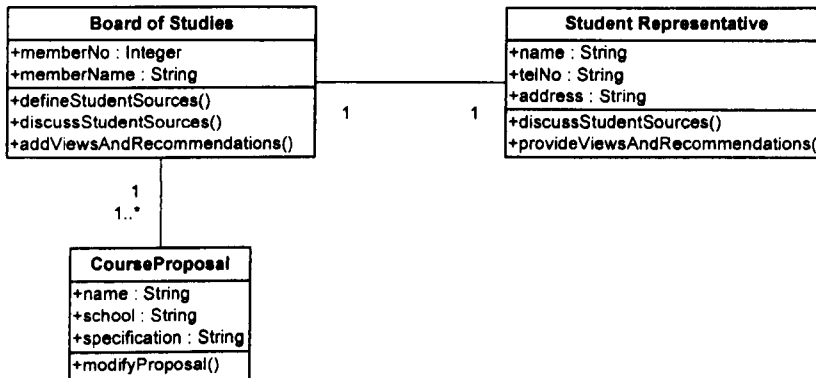 Board of Studies
+memberNo : Integer
+memberName : String
+defineStudentSources()
+discussStudentSources()
+addViewsAndRecommendations()
1
1
Student Representative
+name : String
+telNo : String
+address : String
+discussStudentSources()
+provideViewsAndRecommendations(
1
1..*
CourseProposal
+name : String
+school : String
+specification : String
+modifyProposal()